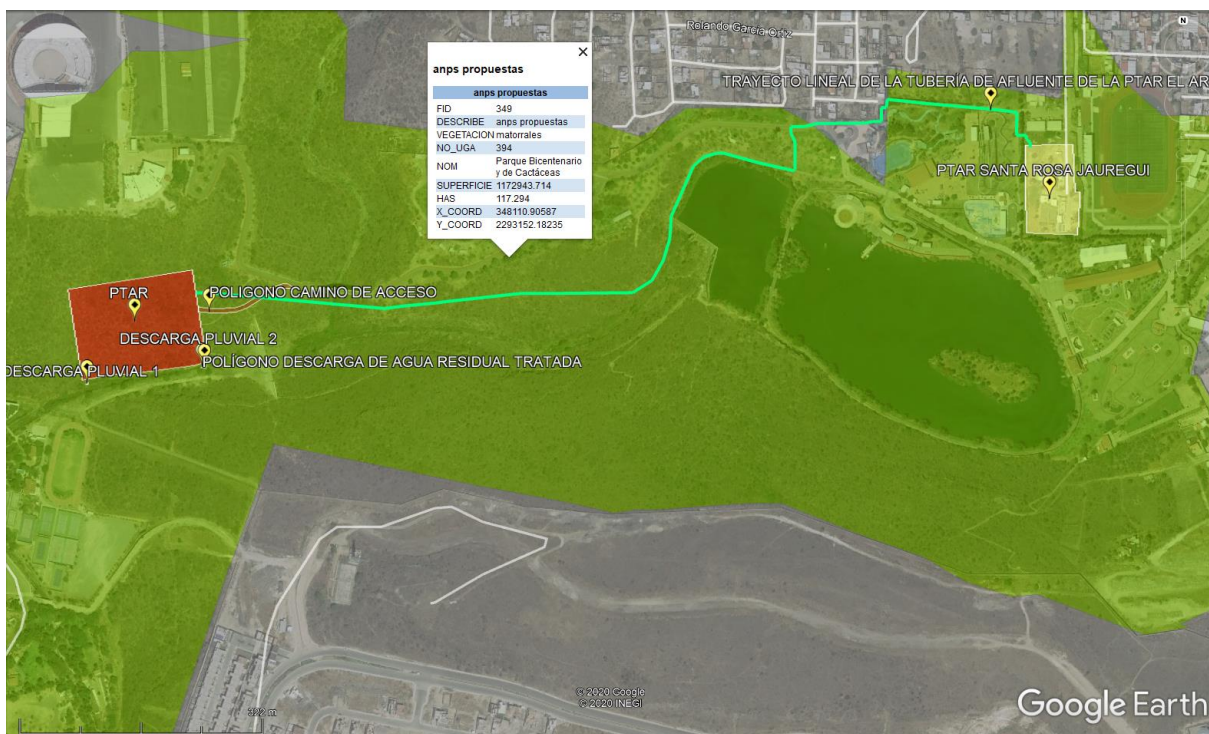 N
Rolando García Ortiz
anps propuestas
anps propuestas
FID 349
DESCRIBE anps propuestas
VEGETACION matorrales
NO_UGA 394
NOM Parque Bicentenario y de Cactáceas
SUPERFICIE 1172943.714
HAS 117.294
X_COORD 348110.90587
Y_COORD 2293152.18235
TRAYECTO LINEAL DE LA TUBERÍA DE AFLUENTE DE LA PTAR EL AR
PTAR SANTA ROSA JAUREGUI
PTAR
POLIGONO CAMINO DE ACCESO
DESCARGA PLUVIAL 2
POLÍGONO DESCARGA DE AGUA RESIDUAL TRATADA
DESCARGA PLUVIAL 1
322 m
© 2020 Google
© 2020 INEGI
Google Earth